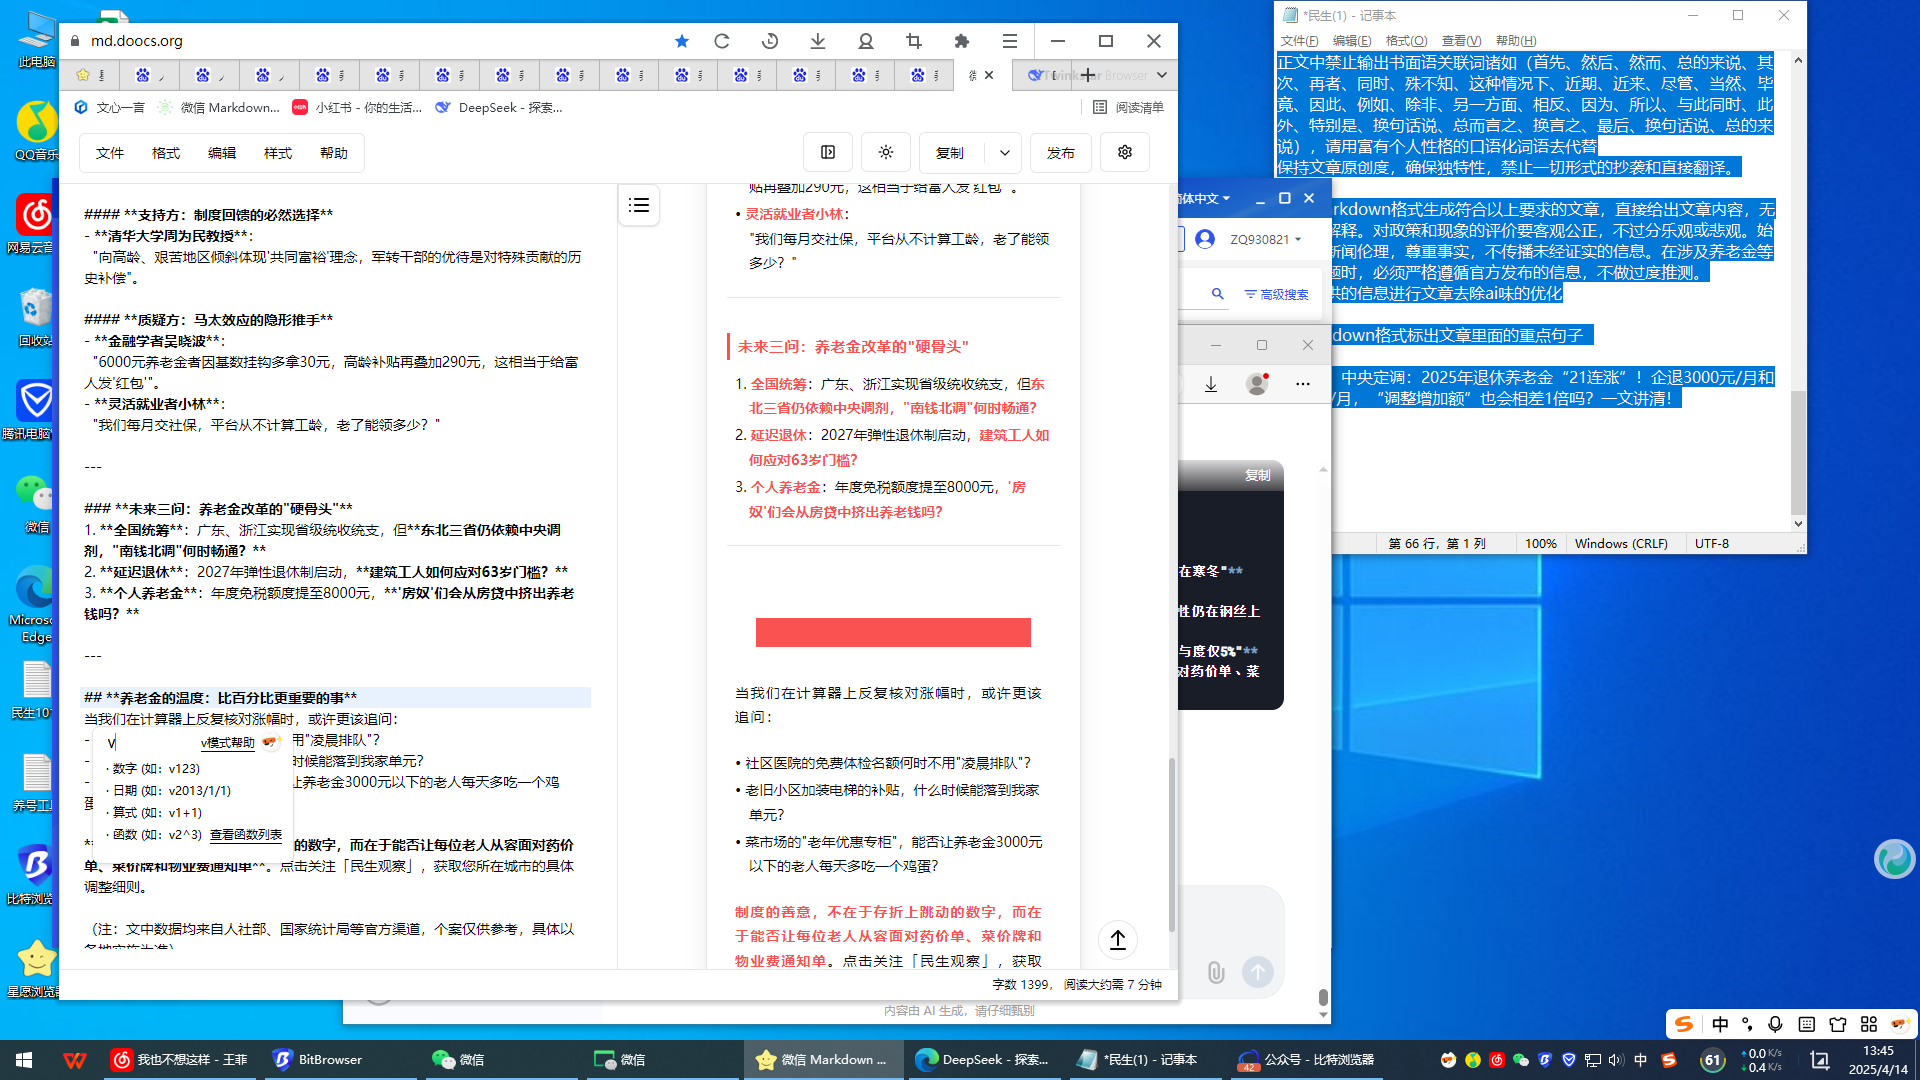 此电脑
QQ音乐
网易云音
回收站
腾讯电脑
微信
Microso
Edge
民生10
养号工
比特浏览
星愿浏览器
md.doocs.org
Twinkstar Browser
文心一言
微信 Markdown...
小红书 - 你的生活...
DeepSeek - 探索...
阅读清单
文件 格式 编辑 样式 帮助
复制
发布
#### **支持方：制度回馈的必然选择**
- **清华大学周为民教授**：
"向高龄、艰苦地区倾斜体现'共同富裕'理念，军转干部的优待是对特殊贡献的历
史补偿"。
#### **质疑方：马太效应的隐形推手**
- **金融学者吴晓波**：
"6000元养老金者因基数挂钩多拿30元，高龄补贴再叠加290元，这相当于给富
人发'红包'"。
- **灵活就业者小林**：
"我们每月交社保，平台从不计算工龄，老了能领多少？"
---
### **未来三问：养老金改革的"硬骨头"**
1. **全国统筹**：广东、浙江实现省级统收统支，但**东北三省仍依赖中央调
剂，"南钱北调"何时畅通？**
2. **延迟退休**：2027年弹性退休制启动，**建筑工人如何应对63岁门槛？**
3. **个人养老金**：年度免税额度提至8000元，**'房奴'们会从房贷中挤出养老
钱吗？**
---
## **养老金的温度：比百分比更重要的事**
当我们在计算器上反复核对涨幅时，或许更该追问：
用"凌晨排队"？
时候能落到我家单元？
让养老金3000元以下的老人每天多吃一个鸡
v
v模式帮助
· 数字 (如：v123)
· 日期 (如：v2013/1/1)
· 算式 (如：v1+1)
· 函数 (如：v2^3) 查看函数列表
的数字，而在于能否让每位老人从容面对药价
单、菜价牌和物业费通知单**。点击关注「民生观察」，获取您所在城市的具体
调整细则。
（注：文中数据均来自人社部、国家统计局等官方渠道，个案仅供参考，具体以
各地实施为准）
贴再叠加290元，这相当于给富人发'红包'"。
• 灵活就业者小林：
"我们每月交社保，平台从不计算工龄，老了能领
多少？"
未来三问：养老金改革的"硬骨头"
1. 全国统筹：广东、浙江实现省级统收统支，但东
北三省仍依赖中央调剂，"南钱北调"何时畅通？
2. 延迟退休：2027年弹性退休制启动，建筑工人如
何应对63岁门槛？
3. 个人养老金：年度免税额度提至8000元，'房
奴'们会从房贷中挤出养老钱吗？
当我们在计算器上反复核对涨幅时，或许更该
追问：
• 社区医院的免费体检名额何时不用"凌晨排队"？
• 老旧小区加装电梯的补贴，什么时候能落到我家
单元？
• 菜市场的"老年优惠专柜"，能否让养老金3000元
以下的老人每天多吃一个鸡蛋？
制度的善意，不在于存折上跳动的数字，而在
于能否让每位老人从容面对药价单、菜价牌和
物业费通知单。点击关注「民生观察」，获取
字数 1399， 阅读大约需 7 分钟
内容由 AI 生成，请仔细甄别
简体中文
ZQ930821
高级搜索
复制
在寒冬"**
性仍在钢丝上
与度仅5%"**
对药价单、菜
*民生(1) - 记事本
文件(F) 编辑(E) 格式(O) 查看(V) 帮助(H)
正文中禁止输出书面语关联词诸如（首先、然后、然而、总的来说、其
次、再者、同时、殊不知、这种情况下、近期、近来、尽管、当然、毕
竟、因此、例如、除非、另一方面、相反、因为、所以、与此同时、此
外、特别是、换句话说、总而言之、换言之、最后、换句话说、总的来
说），请用富有个人性格的口语化词语去代替
保持文章原创度，确保独特性，禁止一切形式的抄袭和直接翻译。
rkdown格式生成符合以上要求的文章，直接给出文章内容，无
解释。对政策和现象的评价要客观公正，不过分乐观或悲观。始
新闻伦理，尊重事实，不传播未经证实的信息。在涉及养老金等
题时，必须严格遵循官方发布的信息，不做过度推测。
供的信息进行文章去除ai味的优化
down格式标出文章里面的重点句子
中央定调：2025年退休养老金“21连涨”！企退3000元/月和
/月，“调整增加额”也会相差1倍吗？一文讲清！
第 66 行，第 1 列 100% Windows (CRLF) UTF-8
中
我也不想这样 - 王菲
BitBrowser
微信
微信
微信 Markdown ...
DeepSeek - 探索...
*民生(1) - 记事本
42
公众号 - 比特浏览器
中
61
0.0 K/s
0.4 K/s
13:45
2025/4/14